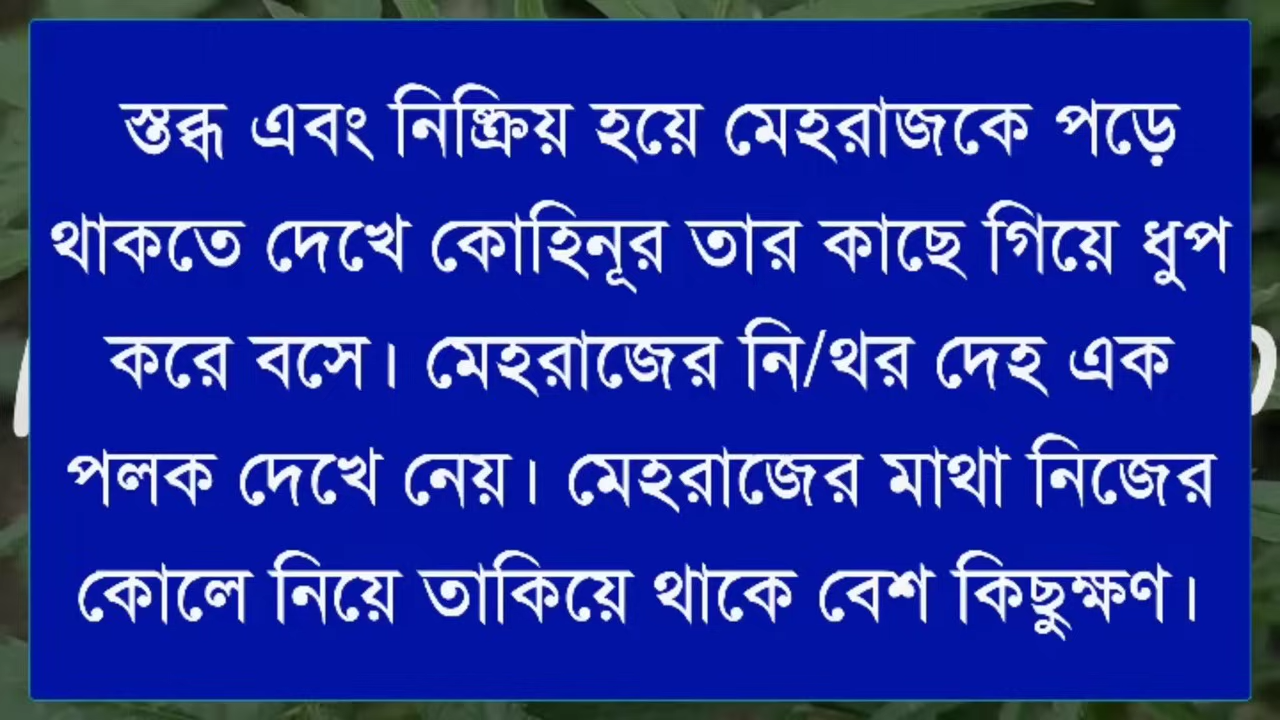 স্তব্ধ এবং নিষ্ক্রিয় হয়ে মেহরাজকে পড়ে
থাকতে দেখে কোহিনূর তার কাছে গিয়ে ধুপ
করে বসে। মেহরাজের নি/থর দেহ এক
পলক দেখে নেয়। মেহরাজের মাথা নিজের
কোলে নিয়ে তাকিয়ে থাকে বেশ কিছুক্ষণ।